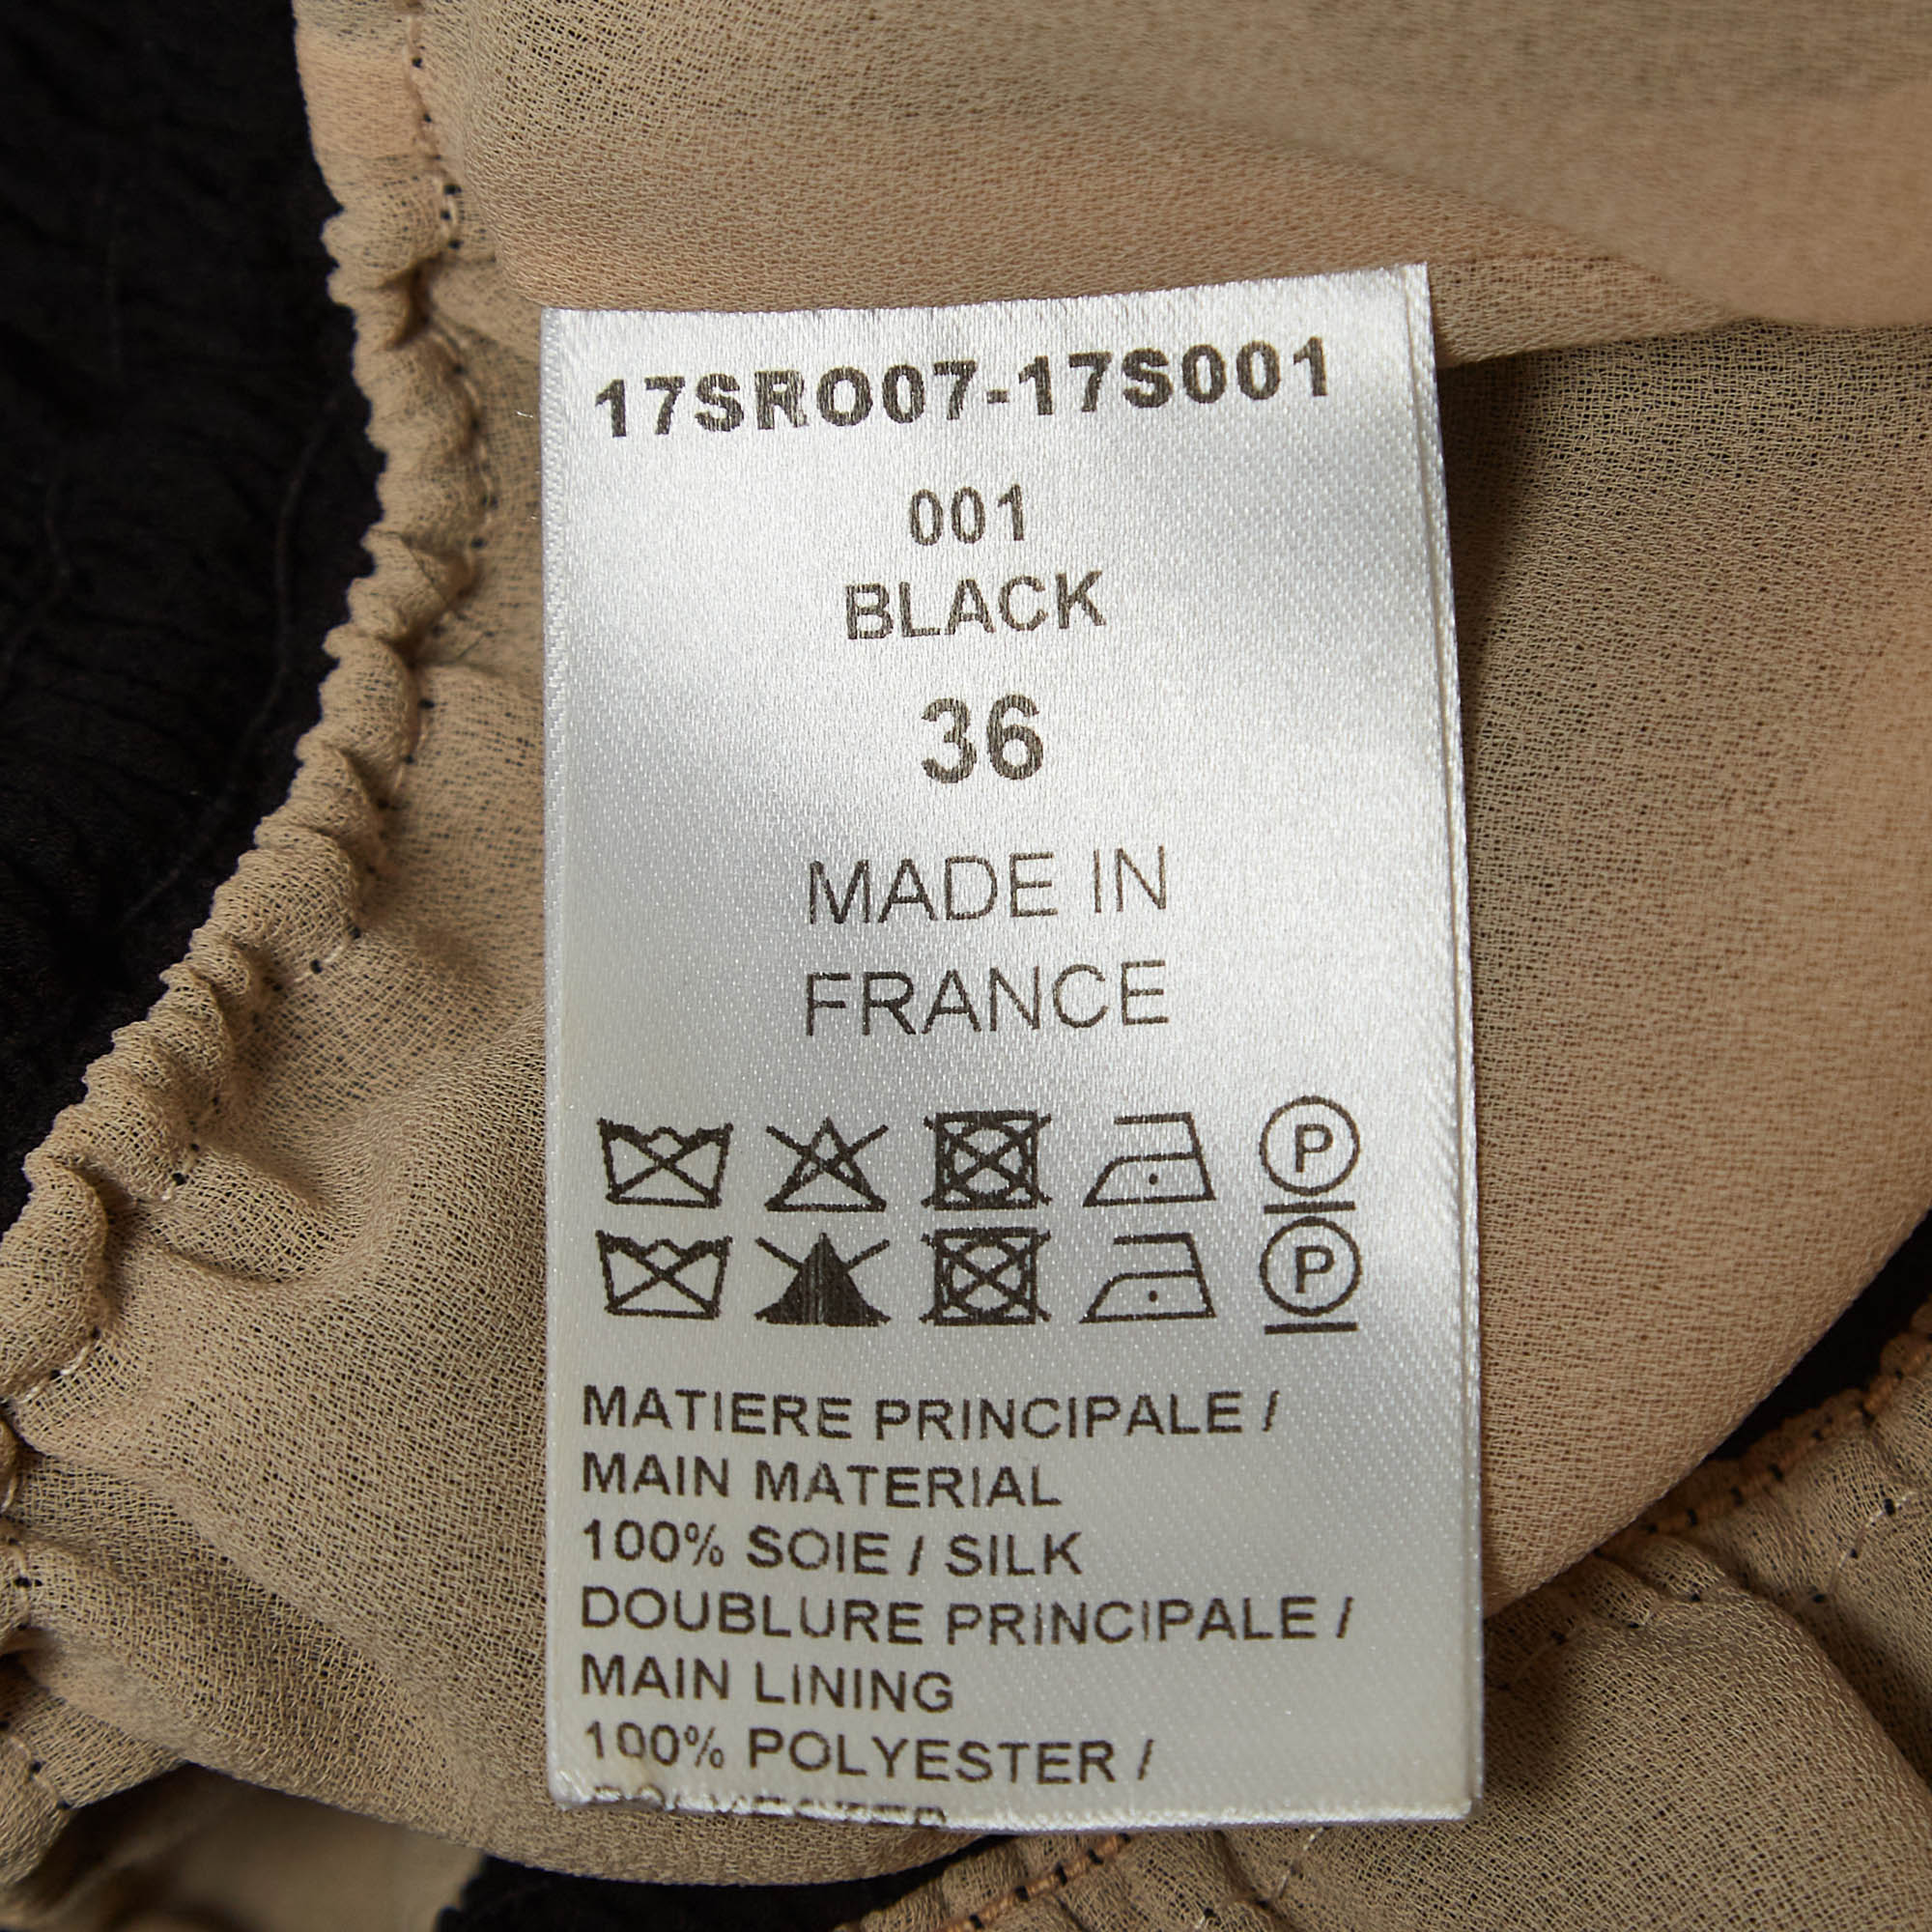 17SRO07-17S001
001
BLACK
36
MADE IN
FRANCE
P
P
MATIERE PRINCIPALE /
MAIN MATERIAL
100% SOIE / SILK
DOUBLURE PRINCIPALE /
MAIN LINING
100% POLYESTER /